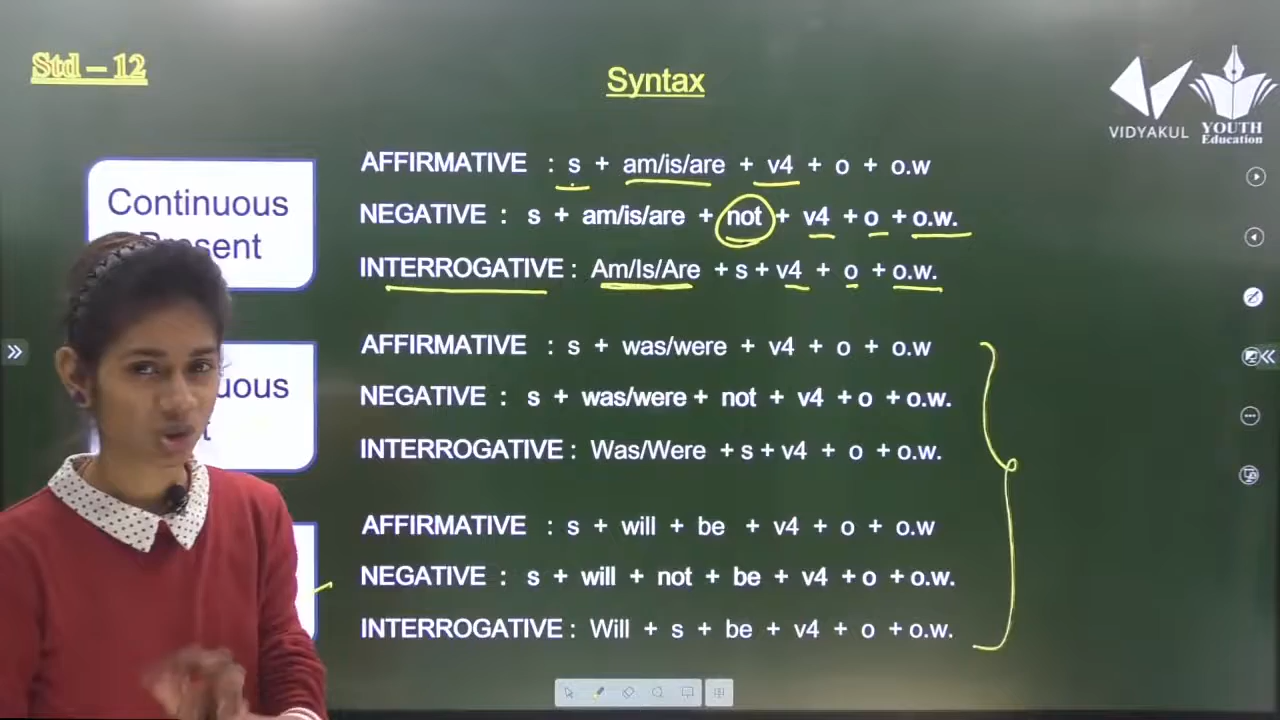 Std – 12
Syntax
VIDYAKUL
YOUTH
Education
Continuous
AFFIRMATIVE : s + am/is/are + v4 + o + o.w
NEGATIVE : s + am/is/are + not + v4 + o + o.w.
INTERROGATIVE : Am/Is/Are + s + v4 + o + o.w.
AFFIRMATIVE : s + was/were + v4 + o + o.w
NEGATIVE : s + was/were + not + v4 + o + o.w.
INTERROGATIVE : Was/Were + s + v4 + o + o.w.
AFFIRMATIVE : s + will + be + v4 + o + o.w
NEGATIVE : s + will + not + be + v4 + o + o.w.
INTERROGATIVE : Will + s + be + v4 + o + o.w.